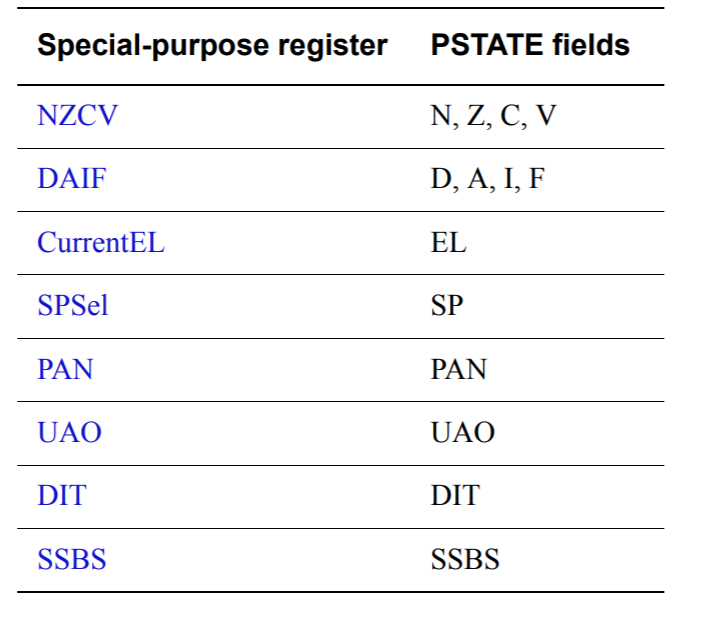 Special-purpose register PSTATE fields
NZCV N, Z, C, V
DAIF D, A, I, F
CurrentEL EL
SPSel SP
PAN PAN
UAO UAO
DIT DIT
SSBS SSBS